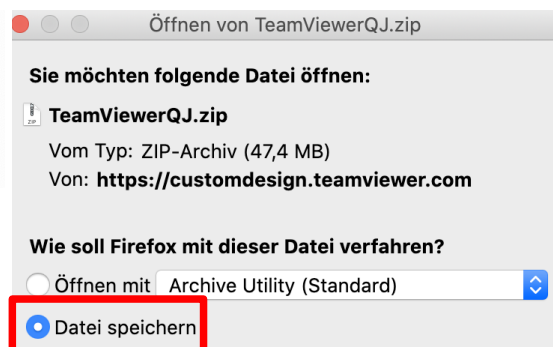 Öffnen von TeamViewerQJ.zip
Sie möchten folgende Datei öffnen:
ZIP TeamViewerQJ.zip
Vom Typ: ZIP-Archiv (47,4 MB)
Von: https://customdesign.teamviewer.com
Wie soll Firefox mit dieser Datei verfahren?
Öffnen mit Archive Utility (Standard)
Datei speichern